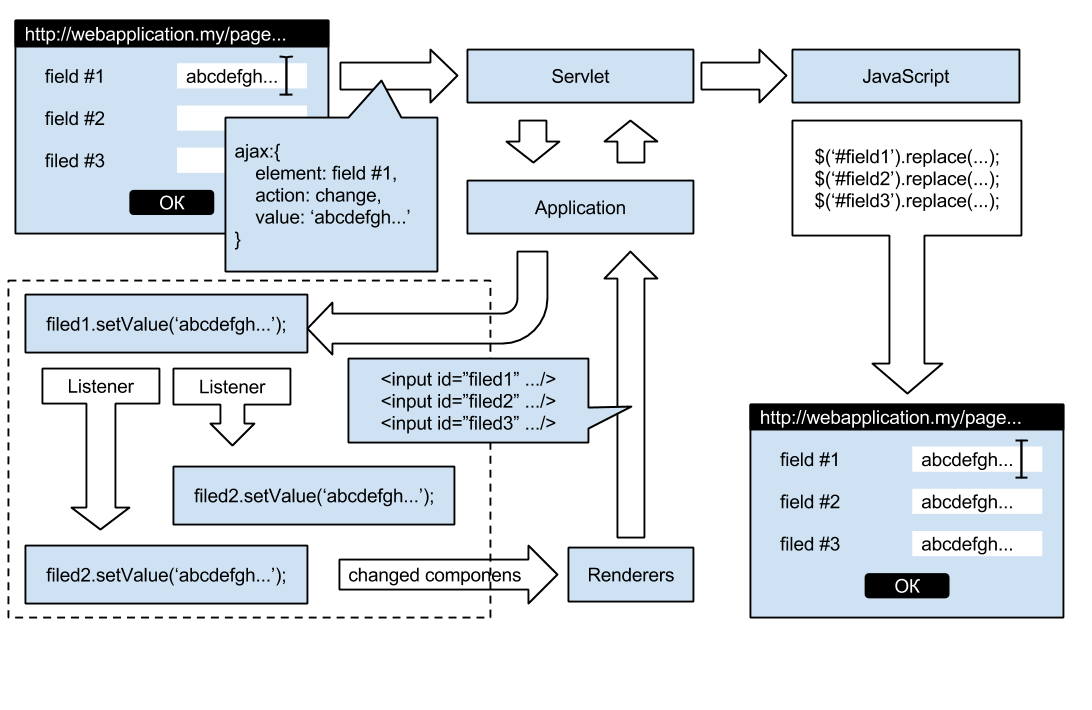 http://webapplication.my/page...
field #1
abcdefgh...
field #2
filed #3
OK
ajax:{
element: field #1,
action: change,
value: ‘abcdefgh...’
}
Servlet
JavaScript
Application
$(‘#field1’).replace(...);
$(‘#field2’).replace(...);
$(‘#field3’).replace(...);
filed1.setValue(‘abcdefgh...’);
Listener
Listener
<input id=”filed1” .../>
<input id=”filed2” .../>
<input id=”filed3” .../>
filed2.setValue(‘abcdefgh...’);
filed2.setValue(‘abcdefgh...’);
changed componens
Renderers
http://webapplication.my/page...
field #1
abcdefgh...
field #2
abcdefgh...
filed #3
abcdefgh...
OK